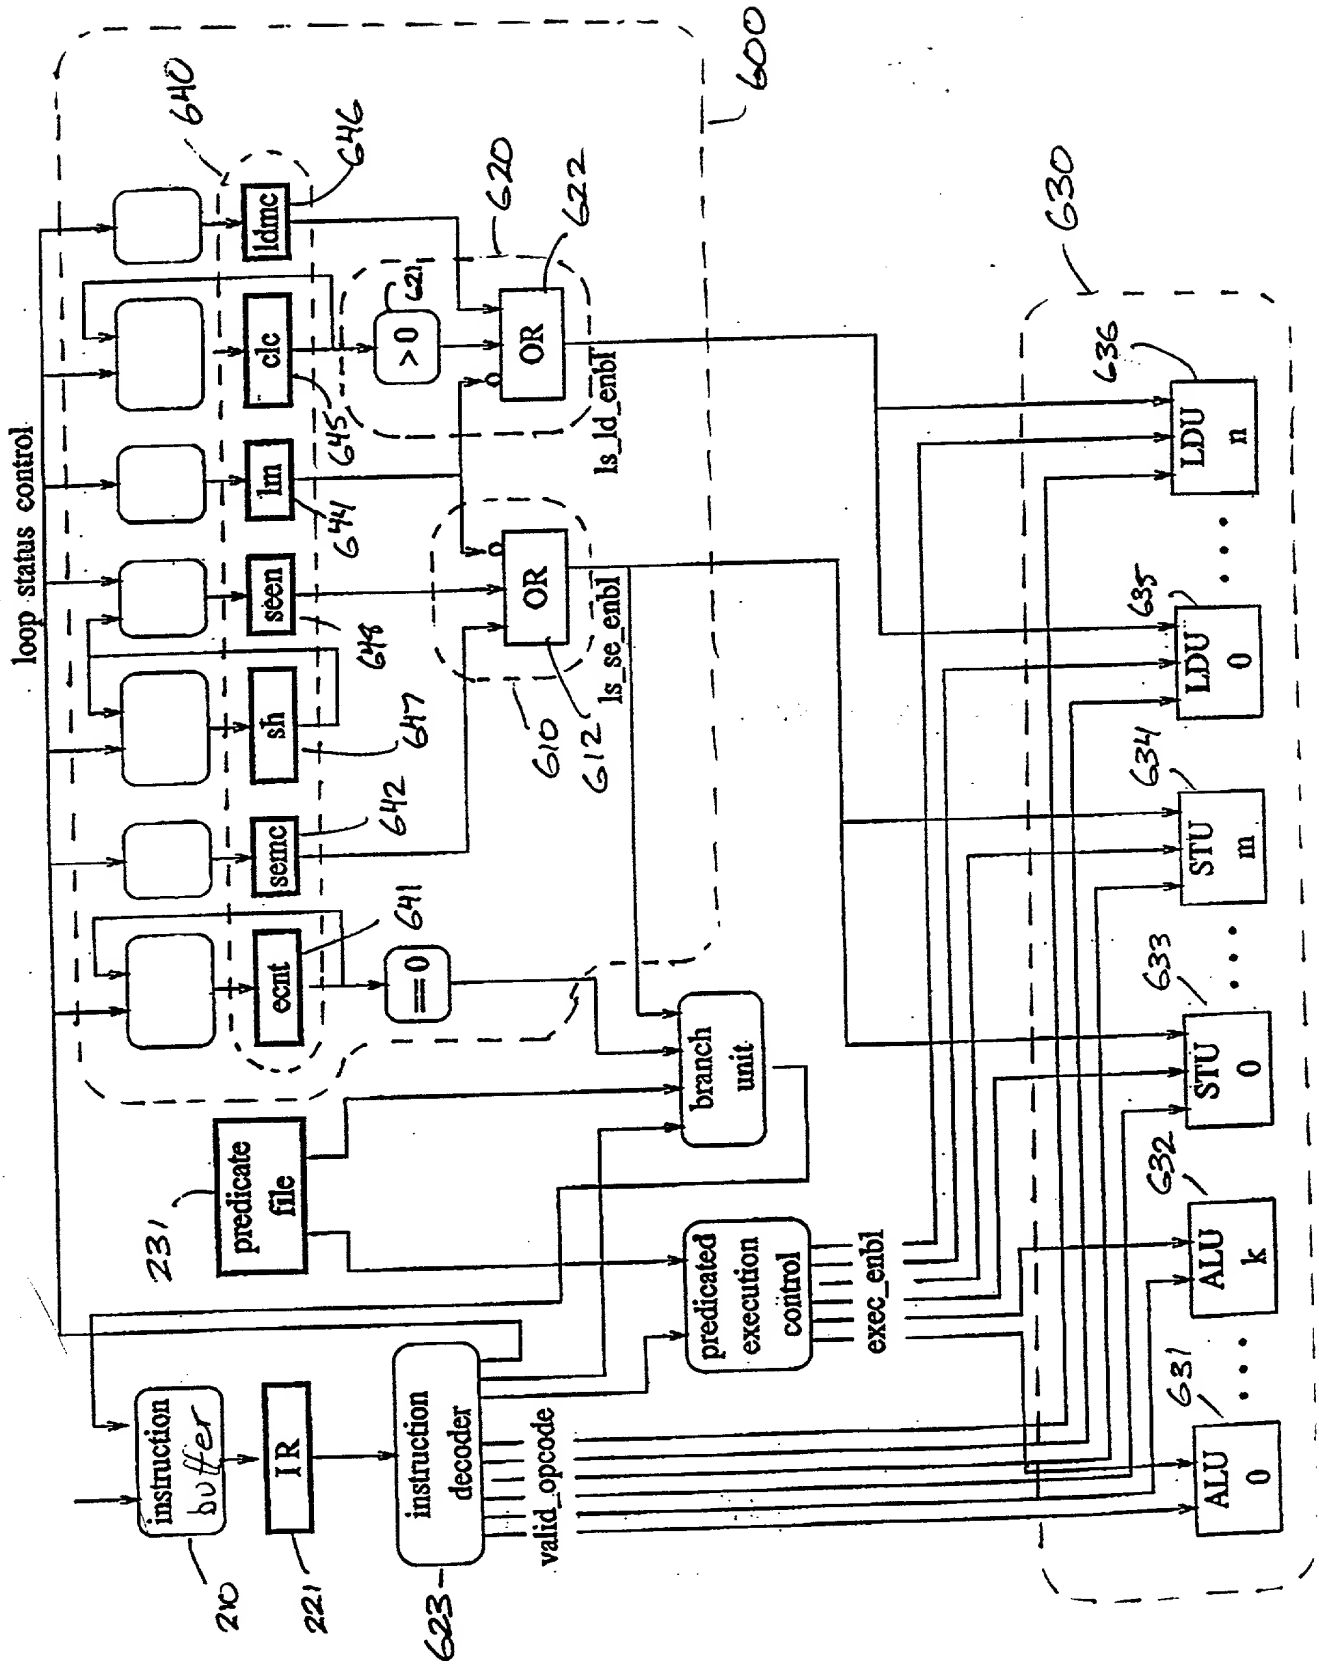 loop status control
640
ldmc
646
clc
645
lm
644
seen
648
sh
647
semc
642
ecnt
641
600
620
> 0
621
OR
622
ls_ld_enbl
OR
610
612
ls_se_enbl
==0
231
predicate
file
branch
unit
instruction
buffer
210
IR
221
instruction
decoder
623
valid_opcode
predicated
execution
control
exec_enbl
630
ALU
0
631
ALU
k
632
STU
0
633
STU
m
634
LDU
0
635
LDU
n
636